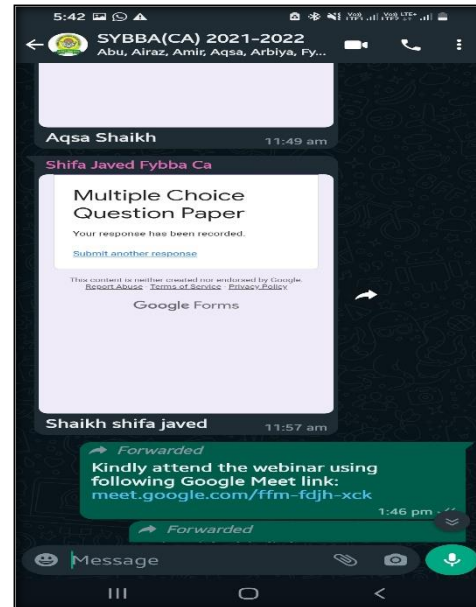 5:42
SYBBA(CA) 2021-2022
Abu, Airaz, Amir, Aqsa, Arbiya, Fy...
Aqsa Shaikh
11:49 am
Shifa Javed Fybba Ca
Multiple Choice
Question Paper
Your response has been recorded.
Submit another response
This content is neither created nor endorsed by Google.
Report Abuse - Terms of Service - Privacy Policy
Google Forms
Shaikh shifa javed
11:57 am
Forwarded
Kindly attend the webinar using
following Google Meet link:
meet.google.com/ffm-fdjh-xck
1:46 pm
Forwarded
Message